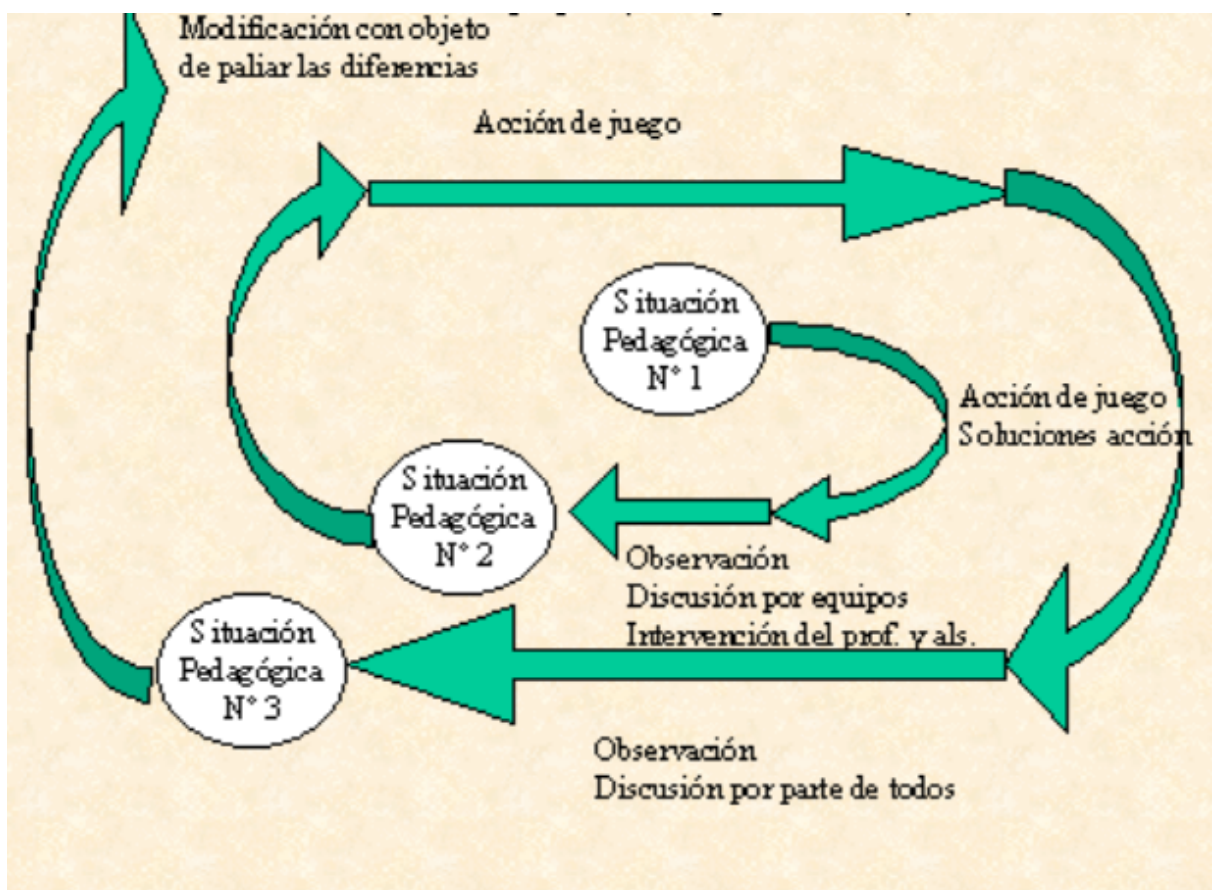 Modificación con objeto
de paliar las diferencias
Acción de juego
Situación
Pedagógica
N° 1
Acción de juego
Soluciones acción
Situación
Pedagógica
N° 2
Observación
Discusión por equipos
Intervención del prof. y als.
Situación
Pedagógica
N° 3
Observación
Discusión por parte de todos